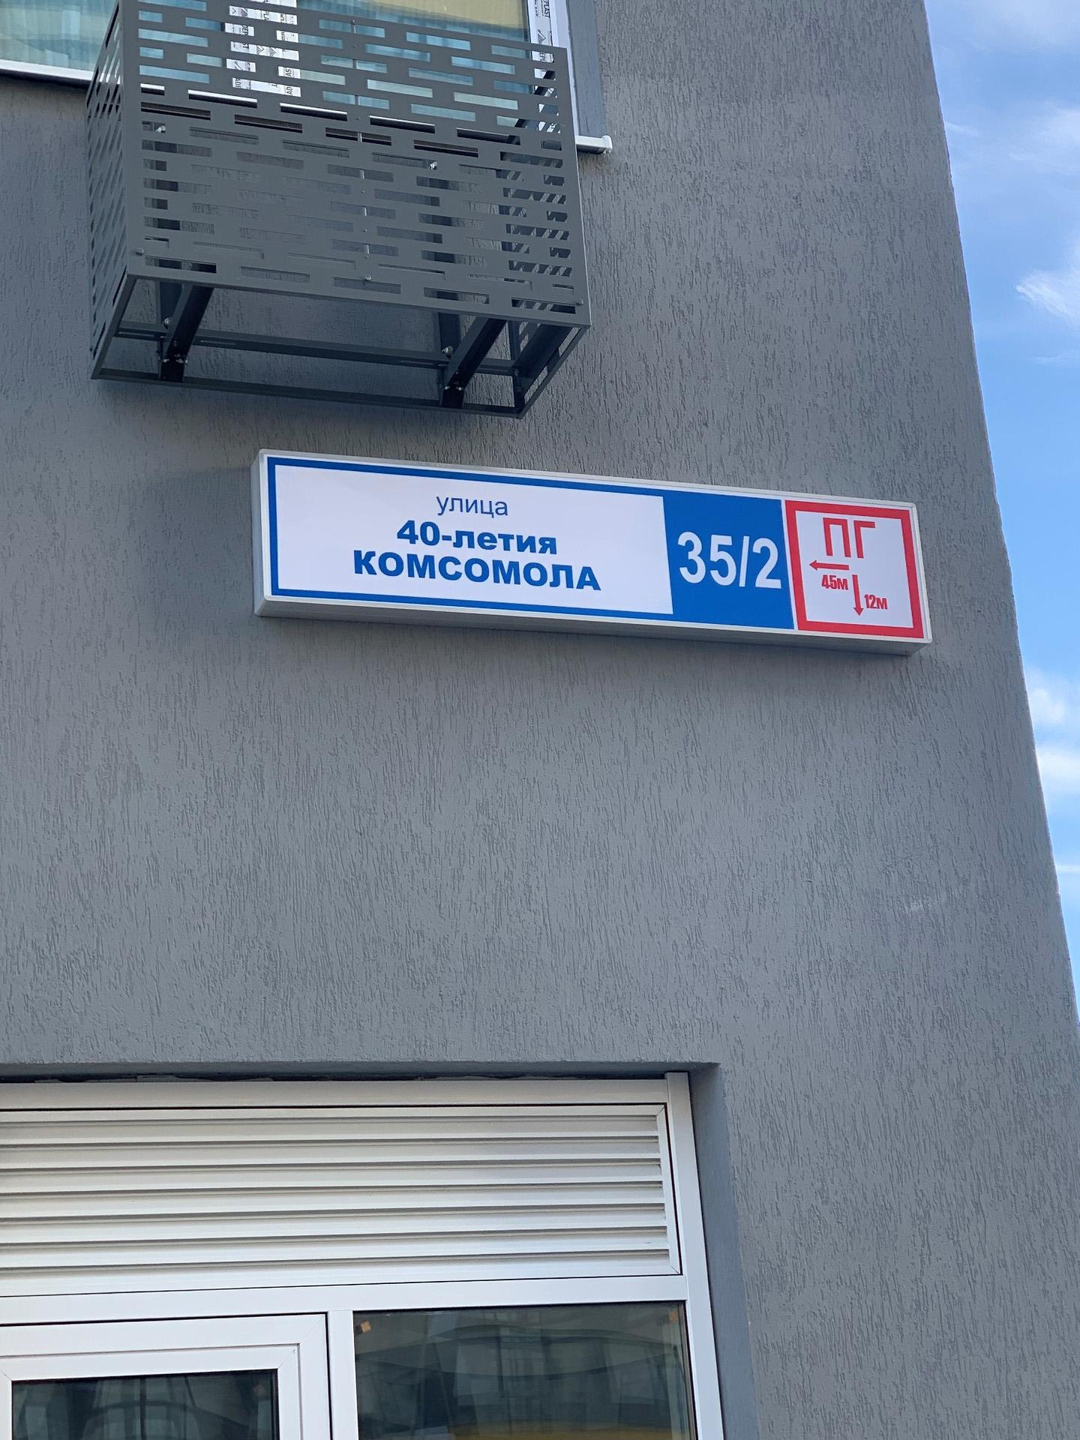 улица
40-летия
КОМСОМОЛА
35/2
ПГ
45м
12м